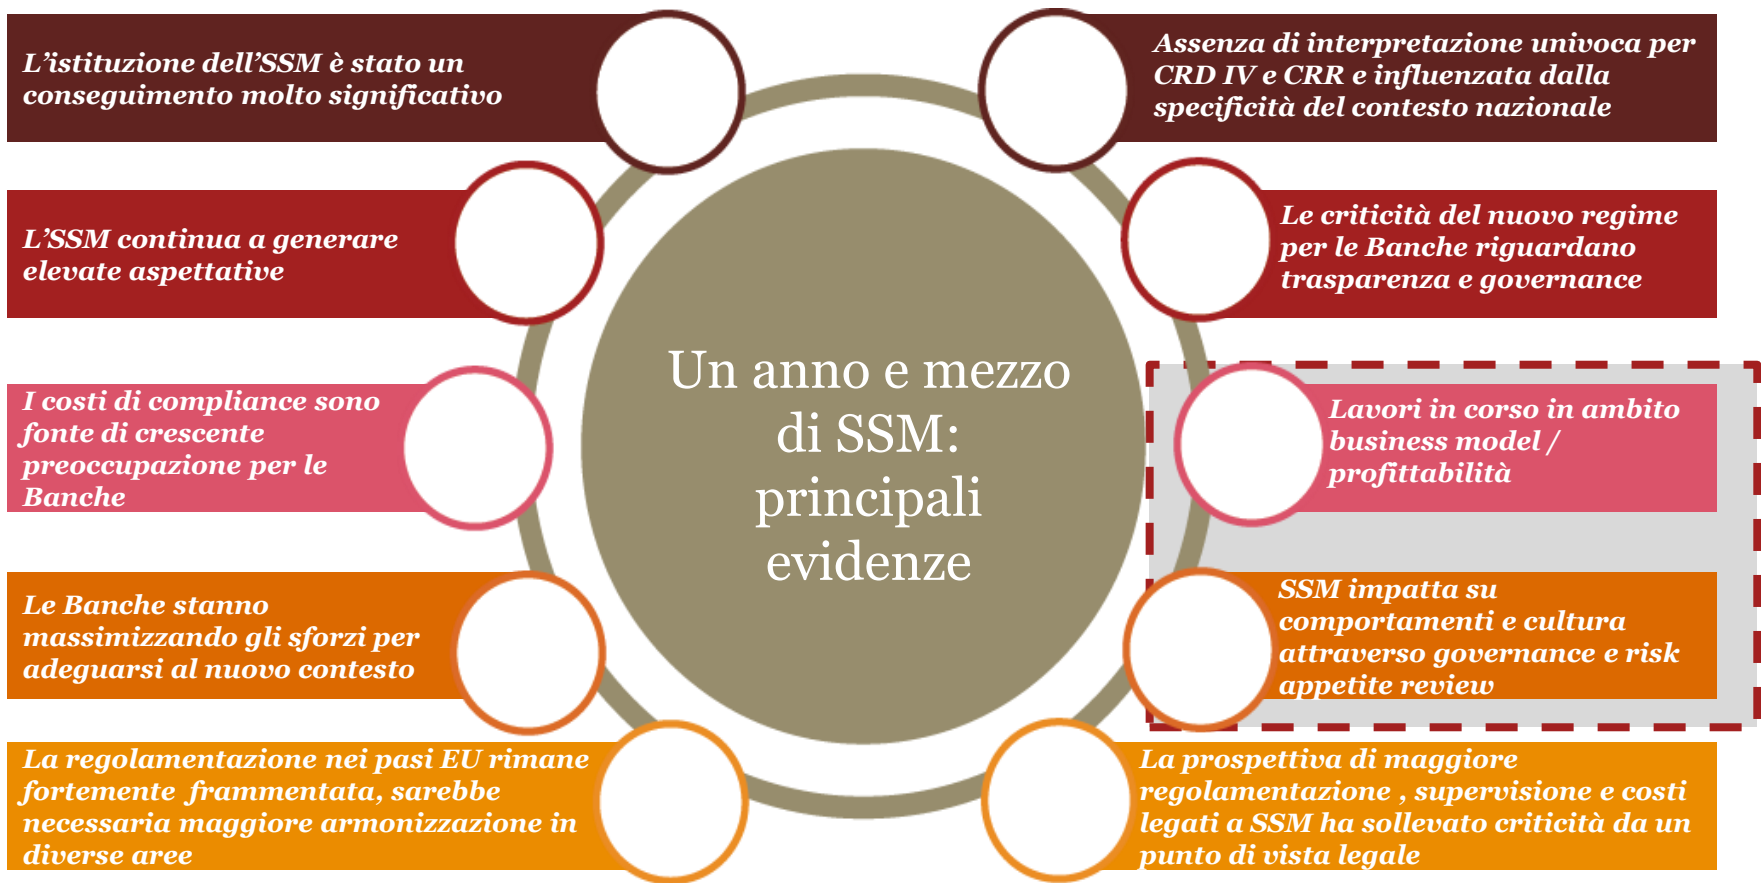 L'istituzione dell'SSM è stato un
conseguimento molto significativo
L'SSM continua a generare
elevate aspettative
I costi di compliance sono
fonte di crescente
preoccupazione per le
Banche
Le Banche stanno
massimizzando gli sforzi per
adeguarsi al nuovo contesto
La regolamentazione nei pasi EU rimane
fortemente frammentata, sarebbe
necessaria maggiore armonizzazione in
diverse aree
Un anno e mezzo
di SSM:
principali
evidenze
Assenza di interpretazione univoca per
CRD IV e CRR e influenzata dalla
specificità del contesto nazionale
Le criticità del nuovo regime
per le Banche riguardano
trasparenza e governance
Lavori in corso in ambito
business model /
profittabilità
SSM impatta su
comportamenti e cultura
attraverso governance e risk
appetite review
La prospettiva di maggiore
regolamentazione , supervisione e costi
legati a SSM ha sollevato criticità da un
punto di vista legale